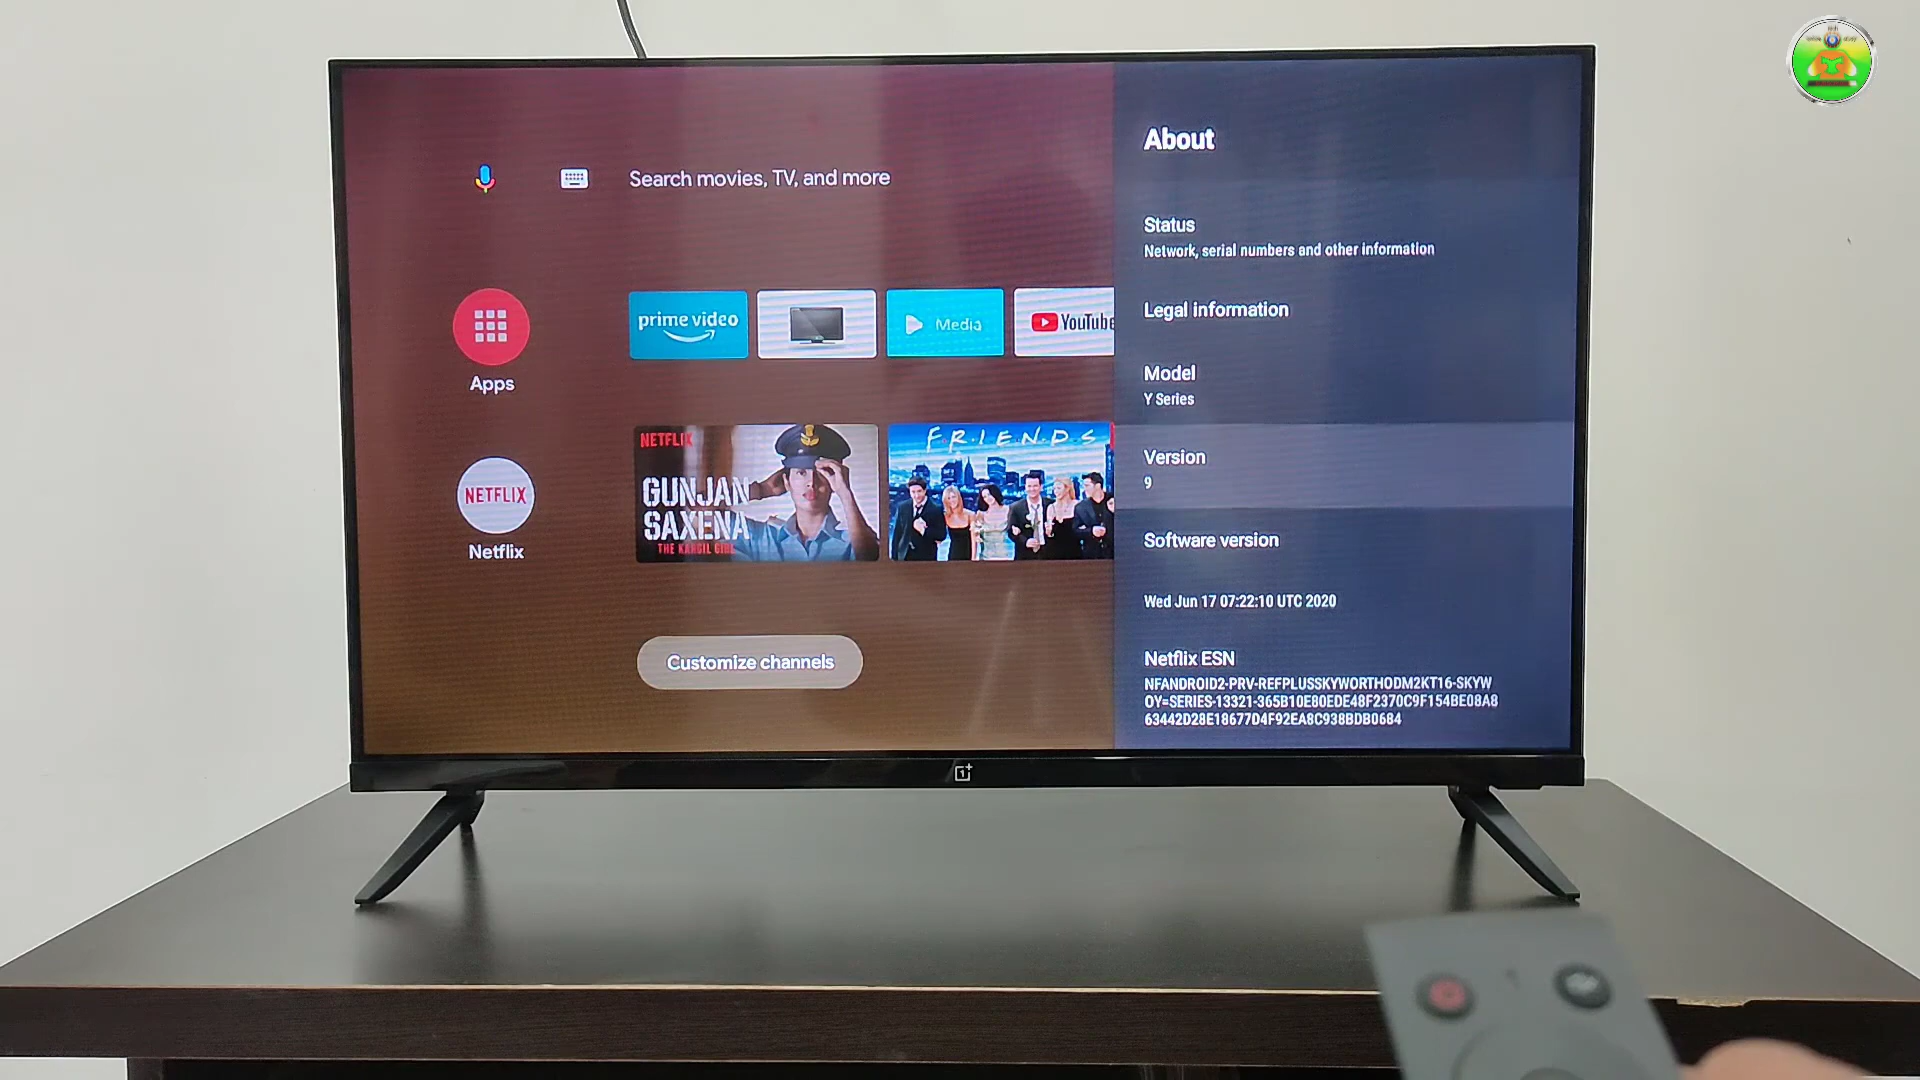 Search movies, TV, and more
Apps
prime video
Media
YouTube
NETFLIX
Netflix
NETFLIX
GUNJAN
SAXENA
THE KARGIL GIRL
F·R·I·E·N·D·S
Customize channels
About
Status
Network, serial numbers and other information
Legal information
Model
Y Series
Version
9
Software version
Wed Jun 17 07:22:10 UTC 2020
Netflix ESN
NFANDROID2-PRV-REFPLUSSKYWORTHODM2KT16-SKYW
OY=SERIES-13321-365B10E80EDE48F2370C9F154BE08A8
63442D28E18677D4F92EA8C938BDB0684
1+